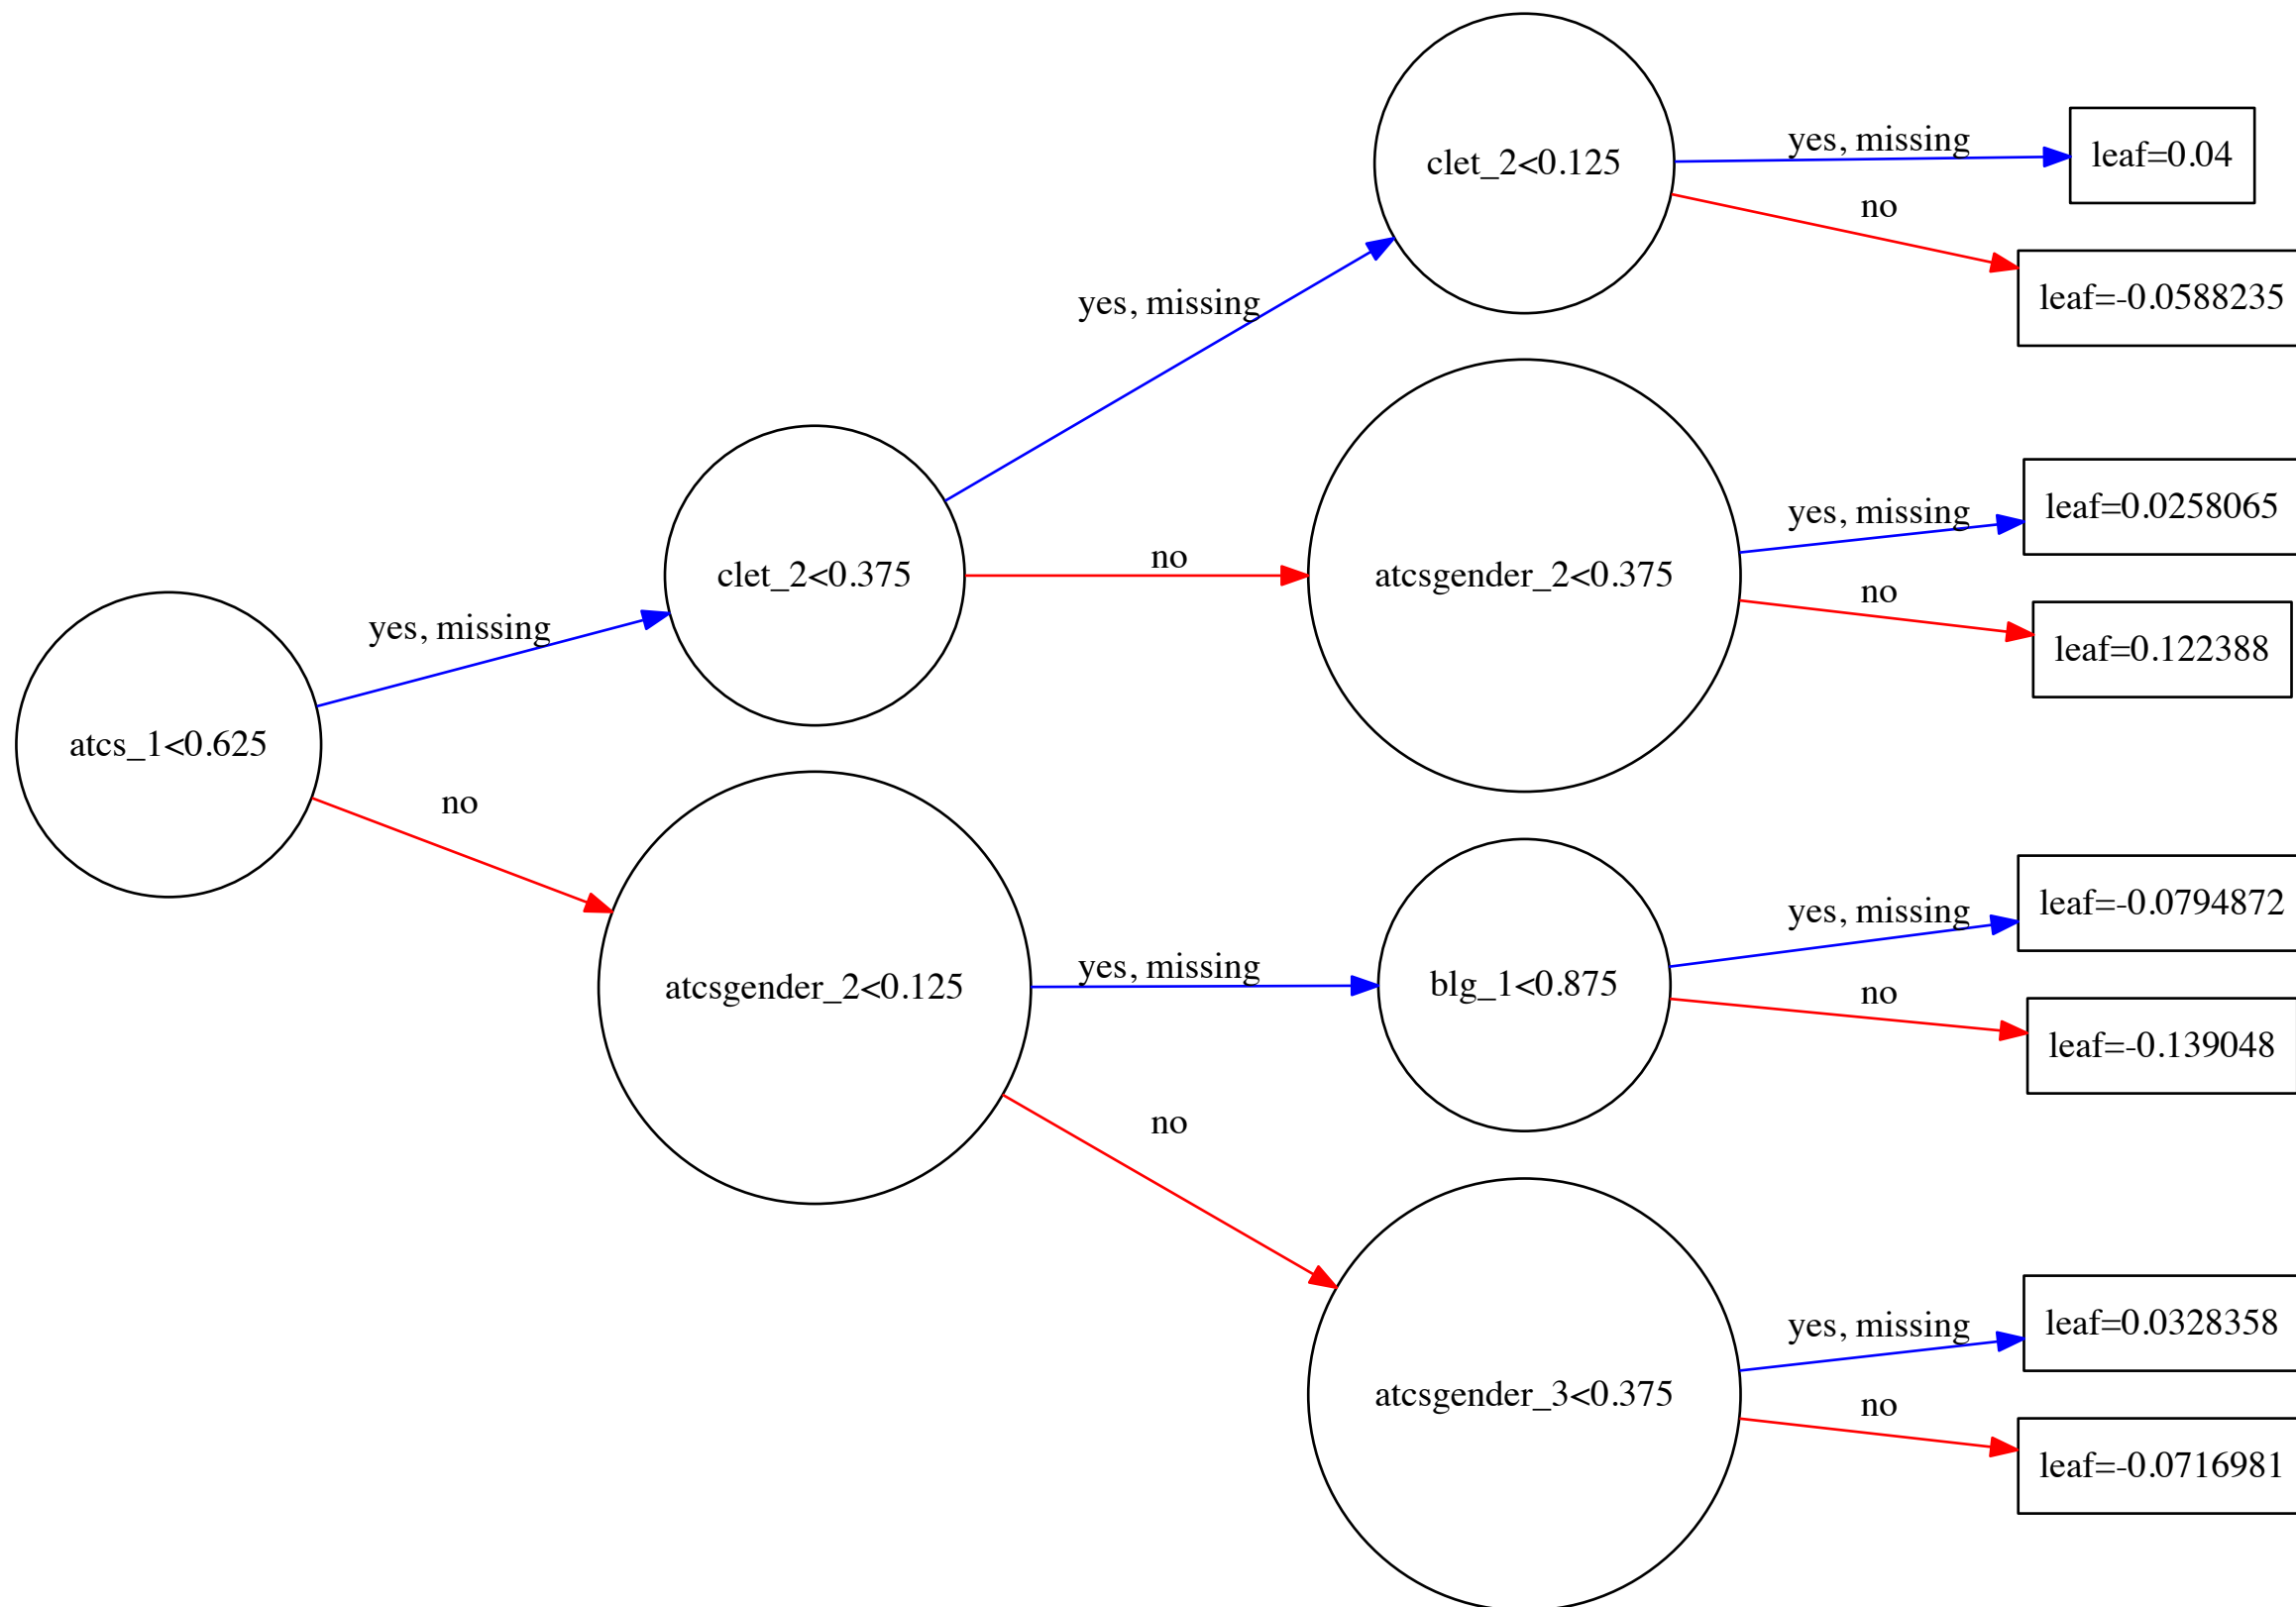 clet_2<0.125
yes, missing
leaf=0.04
no
leaf=-0.0588235
yes, missing
clet_2<0.375
no
atcsgender_2<0.375
yes, missing
leaf=0.0258065
no
leaf=0.122388
atcs_1<0.625
yes, missing
no
atcsgender_2<0.125
yes, missing
blg_1<0.875
yes, missing
leaf=-0.0794872
no
leaf=-0.139048
no
atcsgender_3<0.375
yes, missing
leaf=0.0328358
no
leaf=-0.0716981